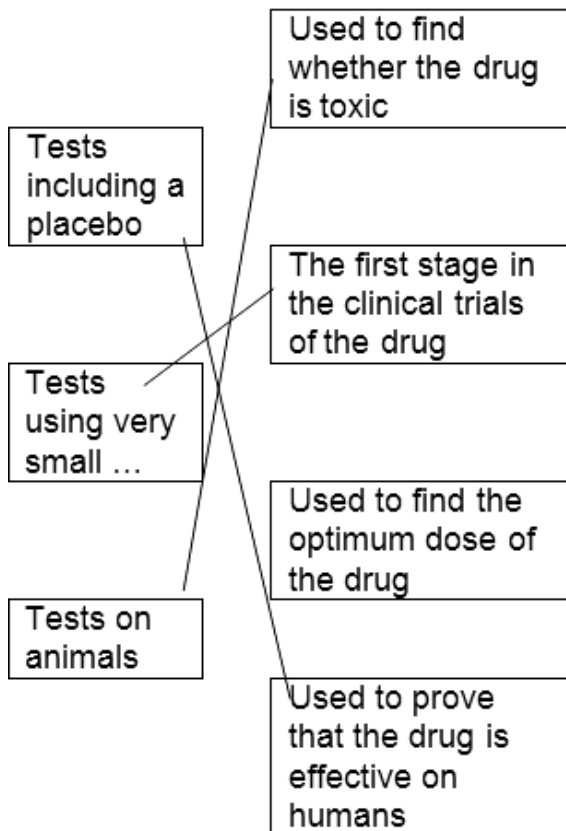 Used to find
whether the drug
is toxic
Tests
including a
placebo
The first stage in
the clinical trials
of the drug
Tests
using very
small …
Used to find the
optimum dose of
the drug
Tests on
animals
Used to prove
that the drug is
effective on
humans